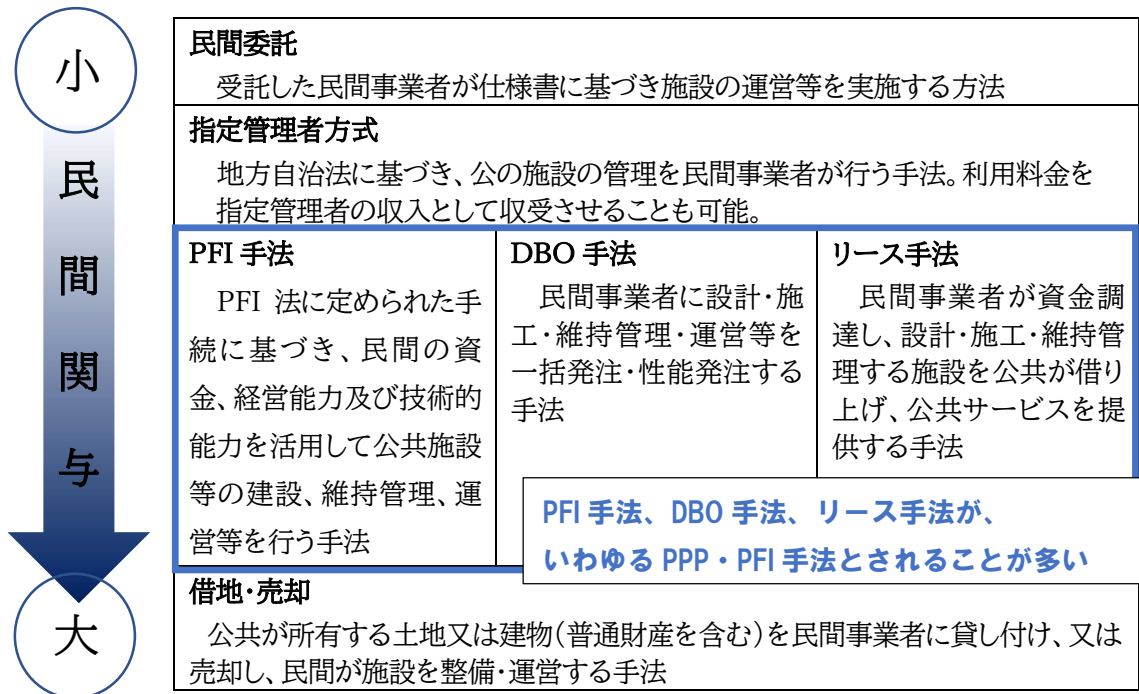 小
民間関与
大
民間委託
受託した民間事業者が仕様書に基づき施設の運営等を実施する方法
指定管理者方式
地方自治法に基づき、公の施設の管理を民間事業者が行う手法。利用料金を
指定管理者の収入として収受させることも可能。
PFI 手法
PFI 法に定められた手
続に基づき、民間の資
金、経営能力及び技術的
能力を活用して公共施設
等の建設、維持管理、運
営等を行う手法
DBO 手法
民間事業者に設計・施
工・維持管理・運営等を
一括発注・性能発注する
手法
リース手法
民間事業者が資金調
達し、設計・施工・維持管
理する施設を公共が借り
上げ、公共サービスを提
供する手法
PFI 手法、DBO 手法、リース手法が、
いわゆる PPP・PFI 手法とされることが多い
借地・売却
公共が所有する土地又は建物(普通財産を含む)を民間事業者に貸し付け、又は
売却し、民間が施設を整備・運営する手法